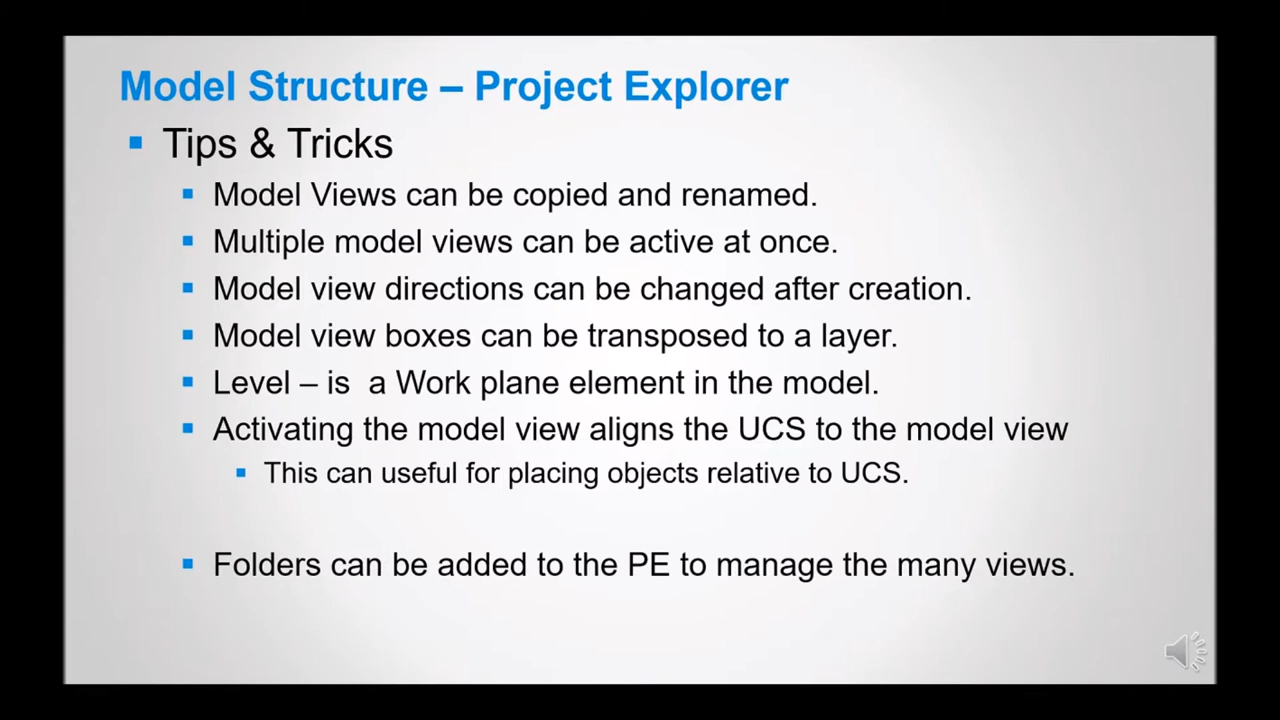 Model Structure – Project Explorer
Tips & Tricks
Model Views can be copied and renamed.
Multiple model views can be active at once.
Model view directions can be changed after creation.
Model view boxes can be transposed to a layer.
Level – is  a Work plane element in the model.
Activating the model view aligns the UCS to the model view
This can useful for placing objects relative to UCS.
Folders can be added to the PE to manage the many views.